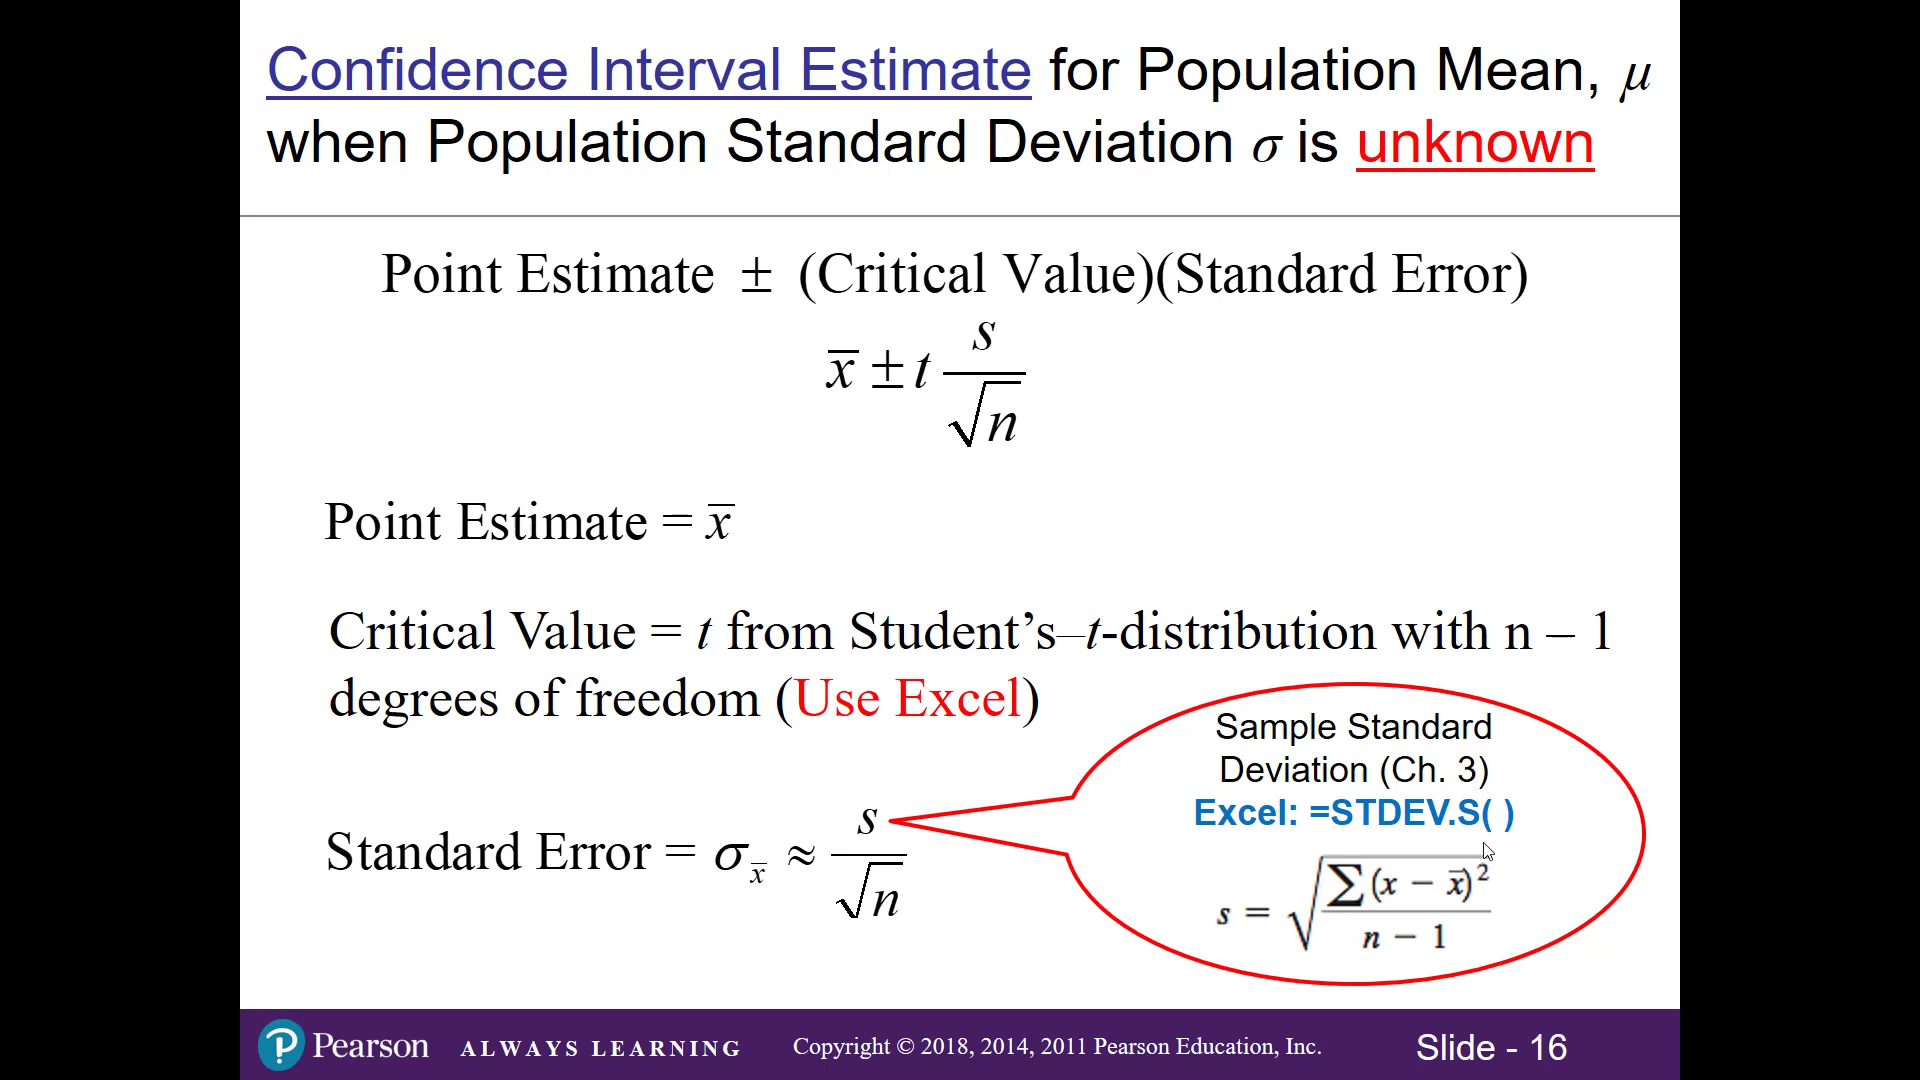 Confidence Interval Estimate for Population Mean, μ
when Population Standard Deviation σ is unknown
Point Estimate ± (Critical Value)(Standard Error)
x̅ ± t s/√n
Point Estimate = x̅
Critical Value = t from Student’s–t-distribution with n – 1
degrees of freedom (Use Excel)
Standard Error = σx̅ ≈ s/√n
Sample Standard
Deviation (Ch. 3)
Excel: =STDEV.S( )
s = √(∑(x − x̅)²/(n − 1))
Pearson ALWAYS LEARNING Copyright © 2018, 2014, 2011 Pearson Education, Inc. Slide - 16